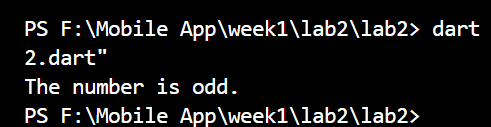 PS F:\Mobile App\week1\lab2\lab2> dart
2.dart"
The number is odd.
PS F:\Mobile App\week1\lab2\lab2>